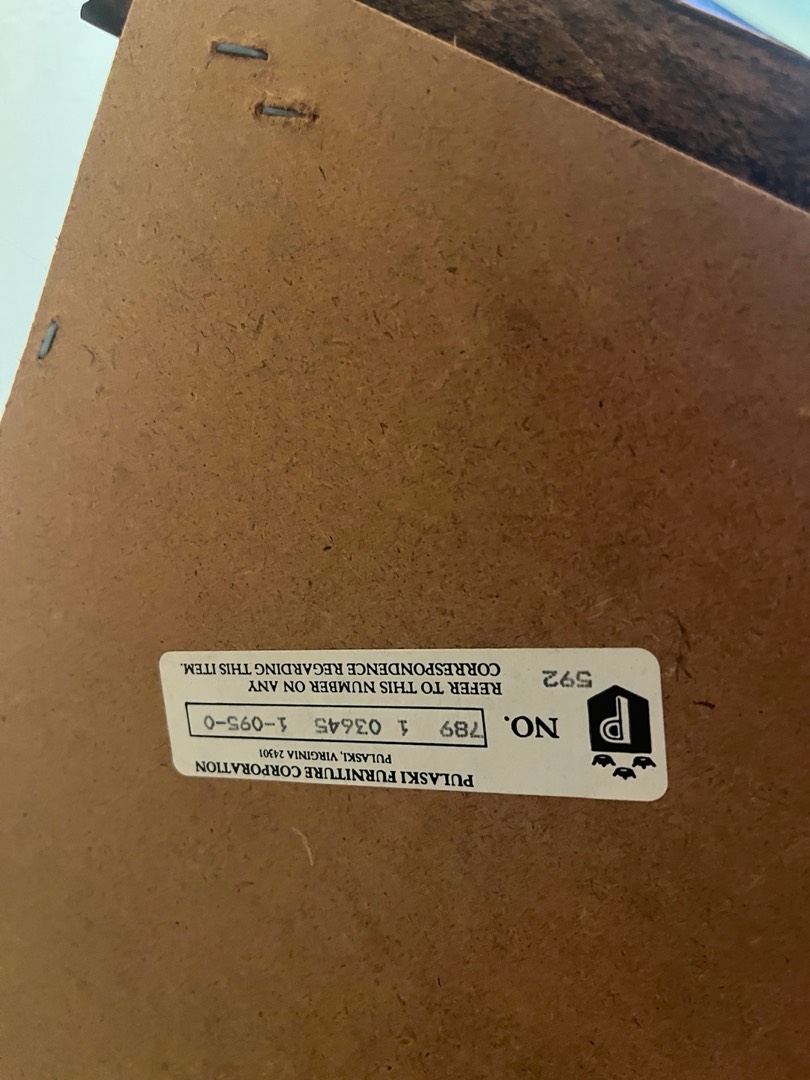 PULASKI FURNITURE CORPORATION
PULASKI, VIRGINIA 24301
NO. 789 1 03645 1-095-0
REFER TO THIS NUMBER ON ANY
CORRESPONDENCE REGARDING THIS ITEM.
592
P